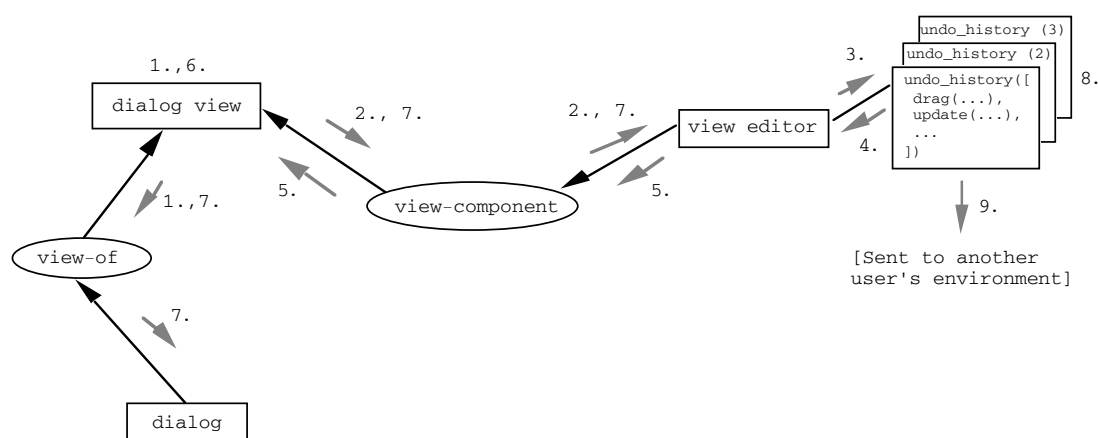 undo_history (3)
undo_history (2)
undo_history([
drag(...),
update(...),
...
])
8.
3.
4.
1.,6.
dialog view
2., 7.
2., 7.
view editor
5.
5.
view-component
1.,7.
view-of
9.
[Sent to another
user's environment]
7.
dialog